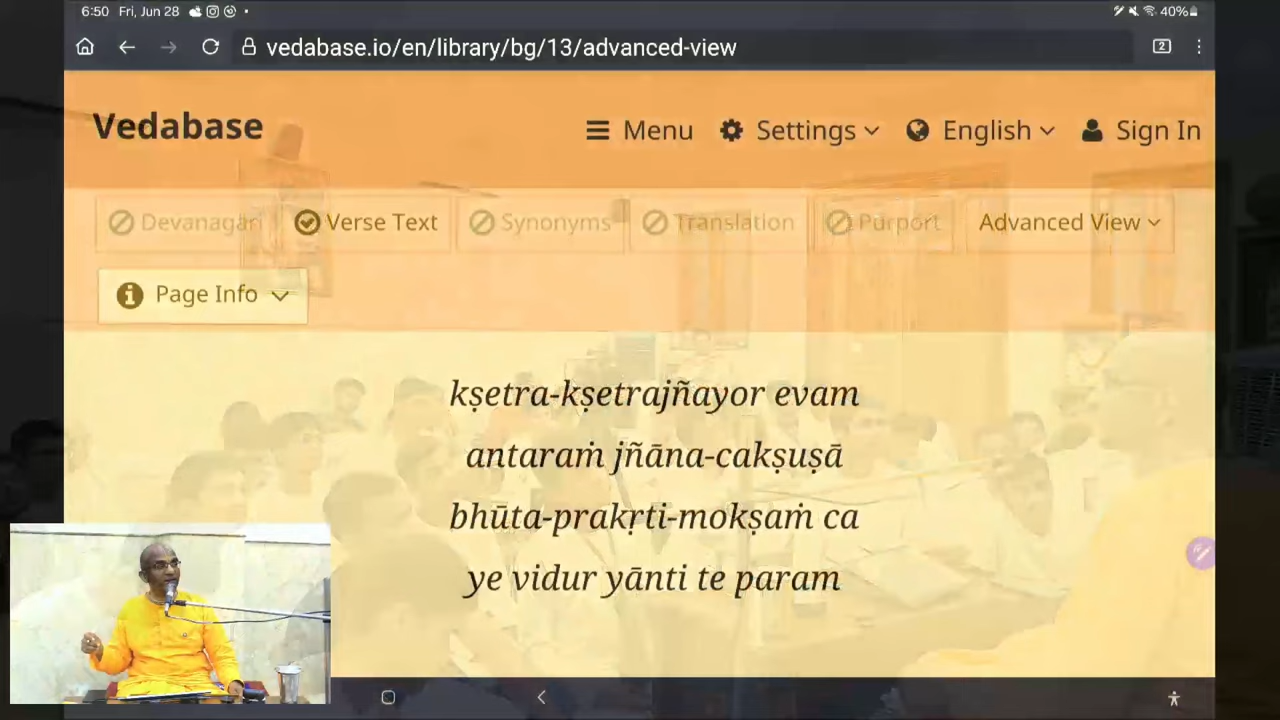 6:50 Fri, Jun 28 40%
vedabase.io/en/library/bg/13/advanced-view 2
Vedabase Menu Settings English Sign In
Devanagari Verse Text Synonyms Translation Purport Advanced View
Page Info
kṣetra-kṣetrajñayor evam
antaraṁ jñāna-cakṣuṣā
bhūta-prakṛti-mokṣaṁ ca
ye vidur yānti te param